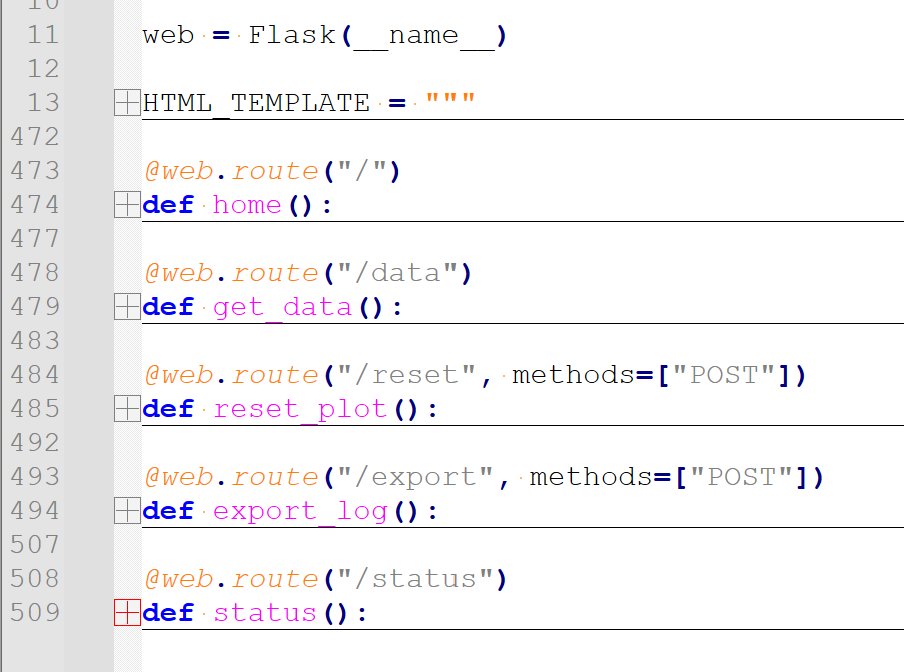 10
11 web = Flask(__name__)
12
13 HTML_TEMPLATE = """
472
473 @web.route("/")
474 def home():
477
478 @web.route("/data")
479 def get_data():
483
484 @web.route("/reset", methods=["POST"])
485 def reset_plot():
492
493 @web.route("/export", methods=["POST"])
494 def export_log():
507
508 @web.route("/status")
509 def status():